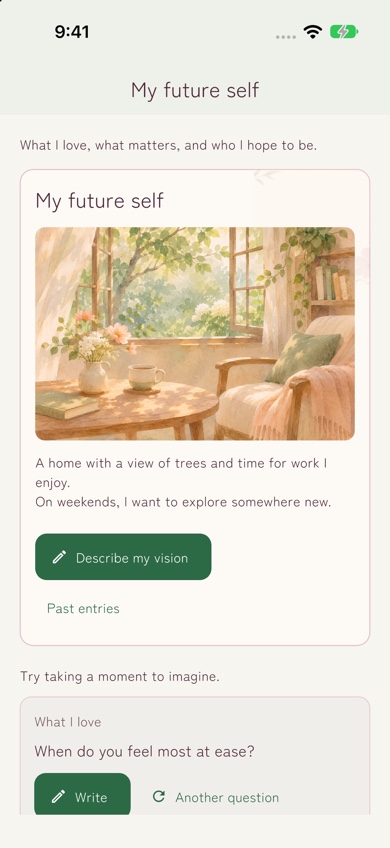 9:41
My future self
What I love, what matters, and who I hope to be.
My future self
A home with a view of trees and time for work I
enjoy.
On weekends, I want to explore somewhere new.
Describe my vision
Past entries
Try taking a moment to imagine.
What I love
When do you feel most at ease?
Write
Another question